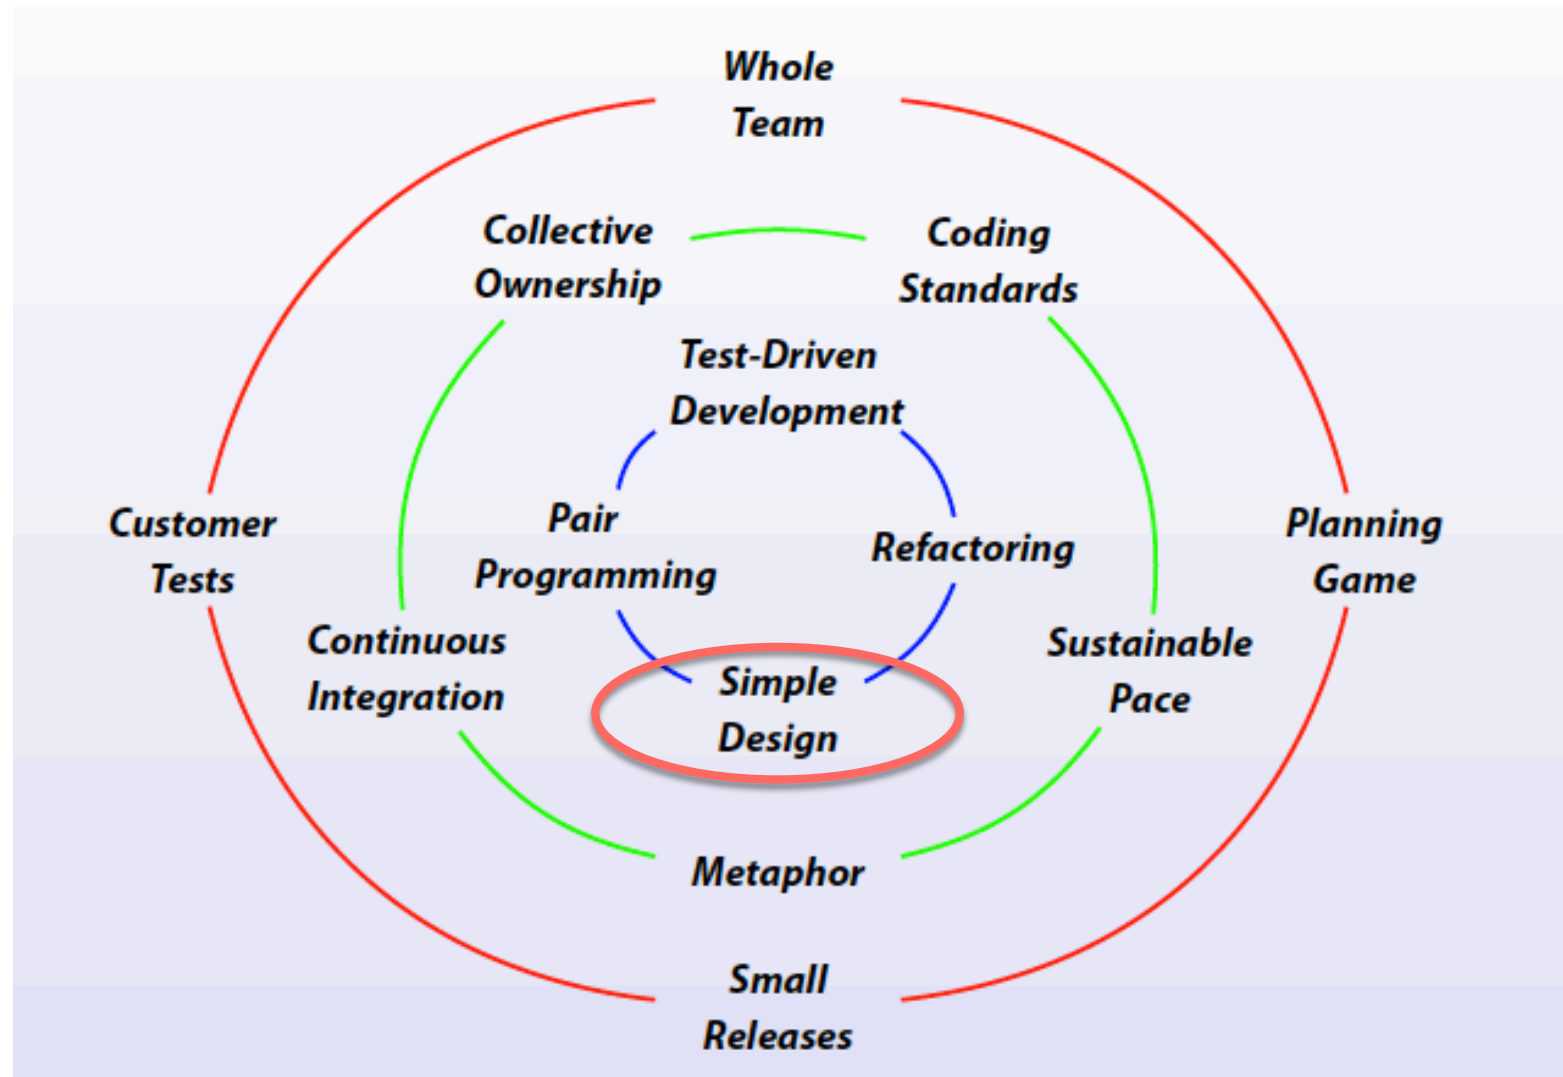 Whole
Team
Collective
Ownership
Coding
Standards
Test-Driven
Development
Customer
Tests
Pair
Programming
Refactoring
Planning
Game
Continuous
Integration
Simple
Design
Sustainable
Pace
Metaphor
Small
Releases